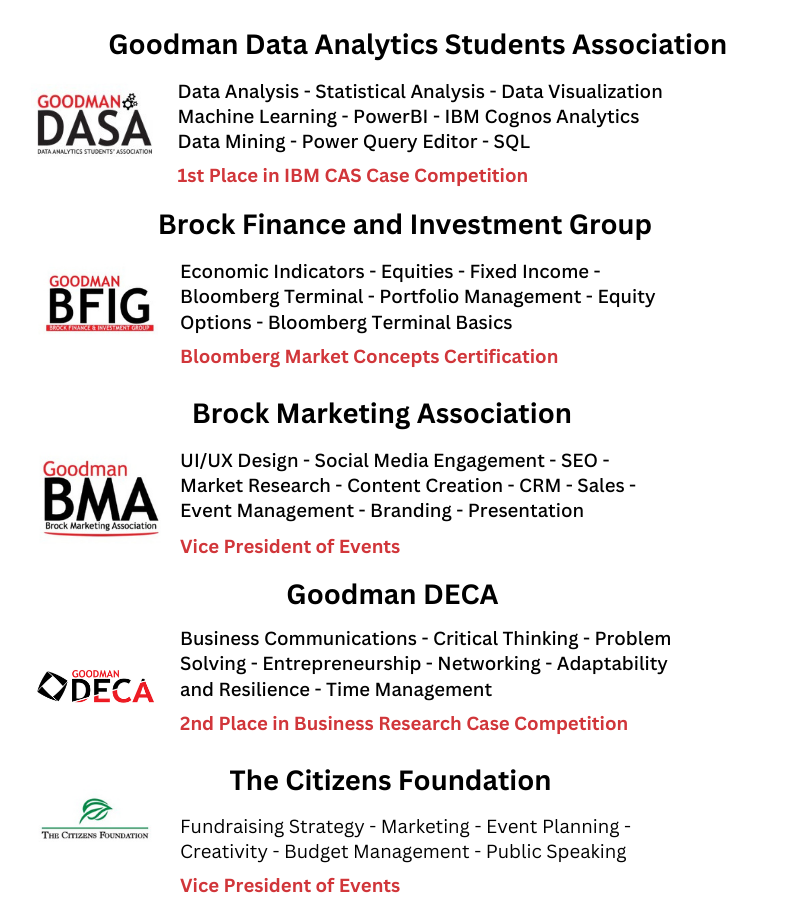 Goodman Data Analytics Students Association
GOODMAN
DASA
DATA ANALYTICS STUDENTS' ASSOCIATION
Data Analysis - Statistical Analysis - Data Visualization
Machine Learning - PowerBI - IBM Cognos Analytics
Data Mining - Power Query Editor - SQL
1st Place in IBM CAS Case Competition
Brock Finance and Investment Group
GOODMAN
BFIG
BROCK FINANCE & INVESTMENT GROUP
Economic Indicators - Equities - Fixed Income -
Bloomberg Terminal - Portfolio Management - Equity
Options - Bloomberg Terminal Basics
Bloomberg Market Concepts Certification
Brock Marketing Association
Goodman
BMA
Brock Marketing Association
UI/UX Design - Social Media Engagement - SEO -
Market Research - Content Creation - CRM - Sales -
Event Management - Branding - Presentation
Vice President of Events
Goodman DECA
GOODMAN
DECA
Business Communications - Critical Thinking - Problem
Solving - Entrepreneurship - Networking - Adaptability
and Resilience - Time Management
2nd Place in Business Research Case Competition
The Citizens Foundation
THE CITIZENS FOUNDATION
Fundraising Strategy - Marketing - Event Planning -
Creativity - Budget Management - Public Speaking
Vice President of Events